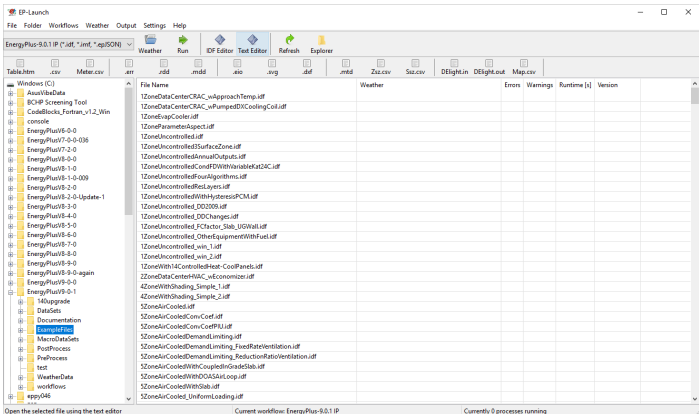 EP-Launch
File Folder Workflows Weather Output Settings Help
EnergyPlus-9.0.1 IP (*.idf, *.imf, *.epJSON)
Weather Run IDF Editor Text Editor Refresh Explorer
Table.htm .csv Meter.csv .err .rdd .mdd .eio .svg .dxf .mtd Zsz.csv Ssz.csv DElight.in DElight.out Map.csv
Windows (C:)
AsusVibeData
BCHP Screening Tool
CodeBlocks_Fortran_v1.2_Win
console
EnergyPlusV6-0-0
EnergyPlusV7-0-0-036
EnergyPlusV7-2-0
EnergyPlusV8-0-0
EnergyPlusV8-1-0
EnergyPlusV8-1-0-009
EnergyPlusV8-2-0
EnergyPlusV8-2-0-Update-1
EnergyPlusV8-3-0
EnergyPlusV8-4-0
EnergyPlusV8-5-0
EnergyPlusV8-6-0
EnergyPlusV8-7-0
EnergyPlusV8-8-0
EnergyPlusV8-9-0
EnergyPlusV8-9-0-again
EnergyPlusV9-0-0
EnergyPlusV9-0-1
140upgrade
DataSets
Documentation
ExampleFiles
MacroDataSets
PostProcess
PreProcess
test
WeatherData
workflows
eppy046
File Name Weather Errors Warnings Runtime [s] Version
1ZoneDataCenterCRAC_wApproachTemp.idf
1ZoneDataCenterCRAC_wPumpedDXCoolingCoil.idf
1ZoneEvapCooler.idf
1ZoneParameterAspect.idf
1ZoneUncontrolled.idf
1ZoneUncontrolled3SurfaceZone.idf
1ZoneUncontrolledAnnualOutputs.idf
1ZoneUncontrolledCondFDWithVariableKat24C.idf
1ZoneUncontrolledFourAlgorithms.idf
1ZoneUncontrolledResLayers.idf
1ZoneUncontrolledWithHysteresisPCM.idf
1ZoneUncontrolled_DD2009.idf
1ZoneUncontrolled_DDChanges.idf
1ZoneUncontrolled_FCfactor_Slab_UGWall.idf
1ZoneUncontrolled_OtherEquipmentWithFuel.idf
1ZoneUncontrolled_win_1.idf
1ZoneUncontrolled_win_2.idf
1ZoneWith14ControlledHeat-CoolPanels.idf
2ZoneDataCenterHVAC_wEconomizer.idf
4ZoneWithShading_Simple_1.idf
4ZoneWithShading_Simple_2.idf
5ZoneAirCooled.idf
5ZoneAirCooledConvCoef.idf
5ZoneAirCooledConvCoefPIU.idf
5ZoneAirCooledDemandLimiting.idf
5ZoneAirCooledDemandLimiting_FixedRateVentilation.idf
5ZoneAirCooledDemandLimiting_ReductionRatioVentilation.idf
5ZoneAirCooledWithCoupledInGradeSlab.idf
5ZoneAirCooledWithDOASAirLoop.idf
5ZoneAirCooledWithSlab.idf
5ZoneAirCooled_UniformLoading.idf
Open the selected file using the text editor Current workflow: EnergyPlus-9.0.1 IP Currently 0 processes running